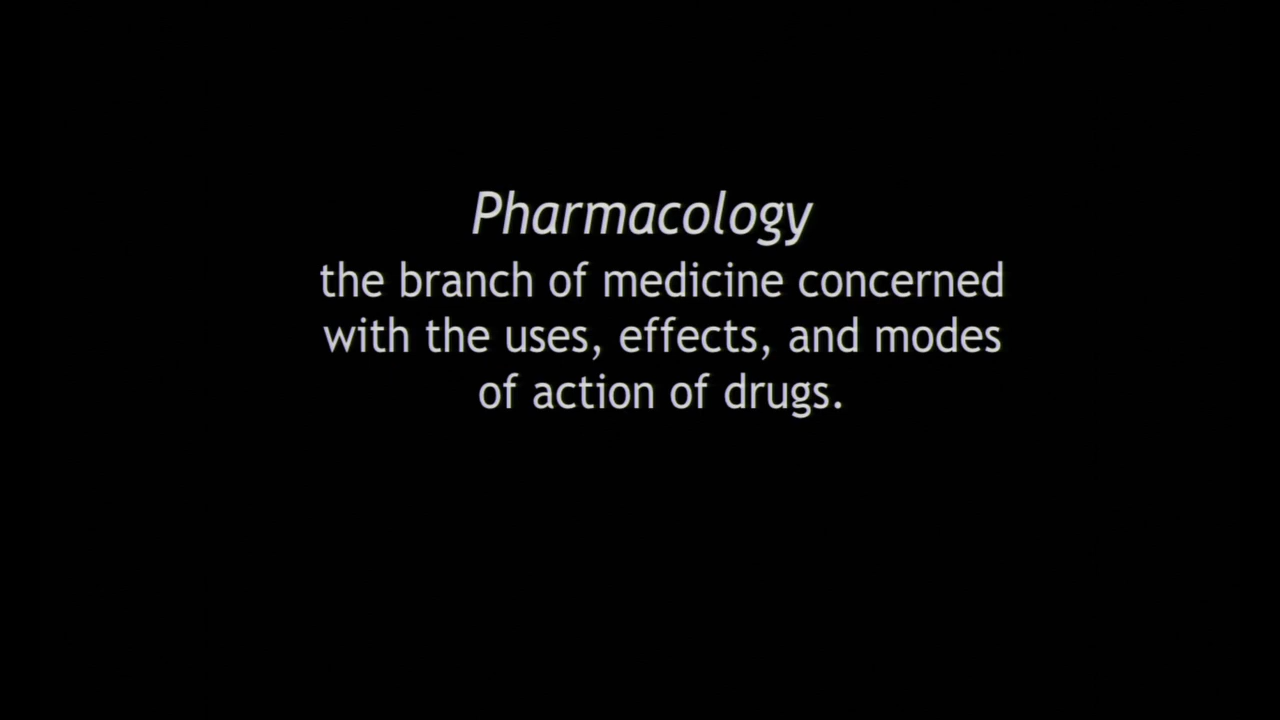 Pharmacology
the branch of medicine concerned
with the uses, effects, and modes
of action of drugs.